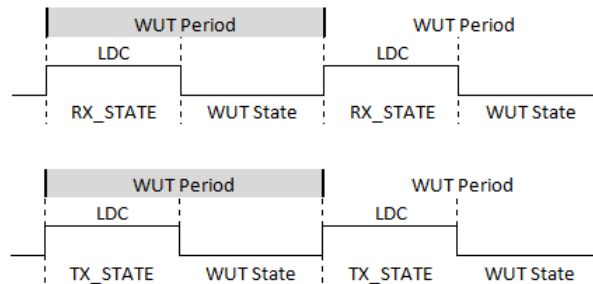 WUT Period WUT Period
LDC LDC
RX_STATE WUT State RX_STATE WUT State
WUT Period WUT Period
LDC LDC
TX_STATE WUT State TX_STATE WUT State